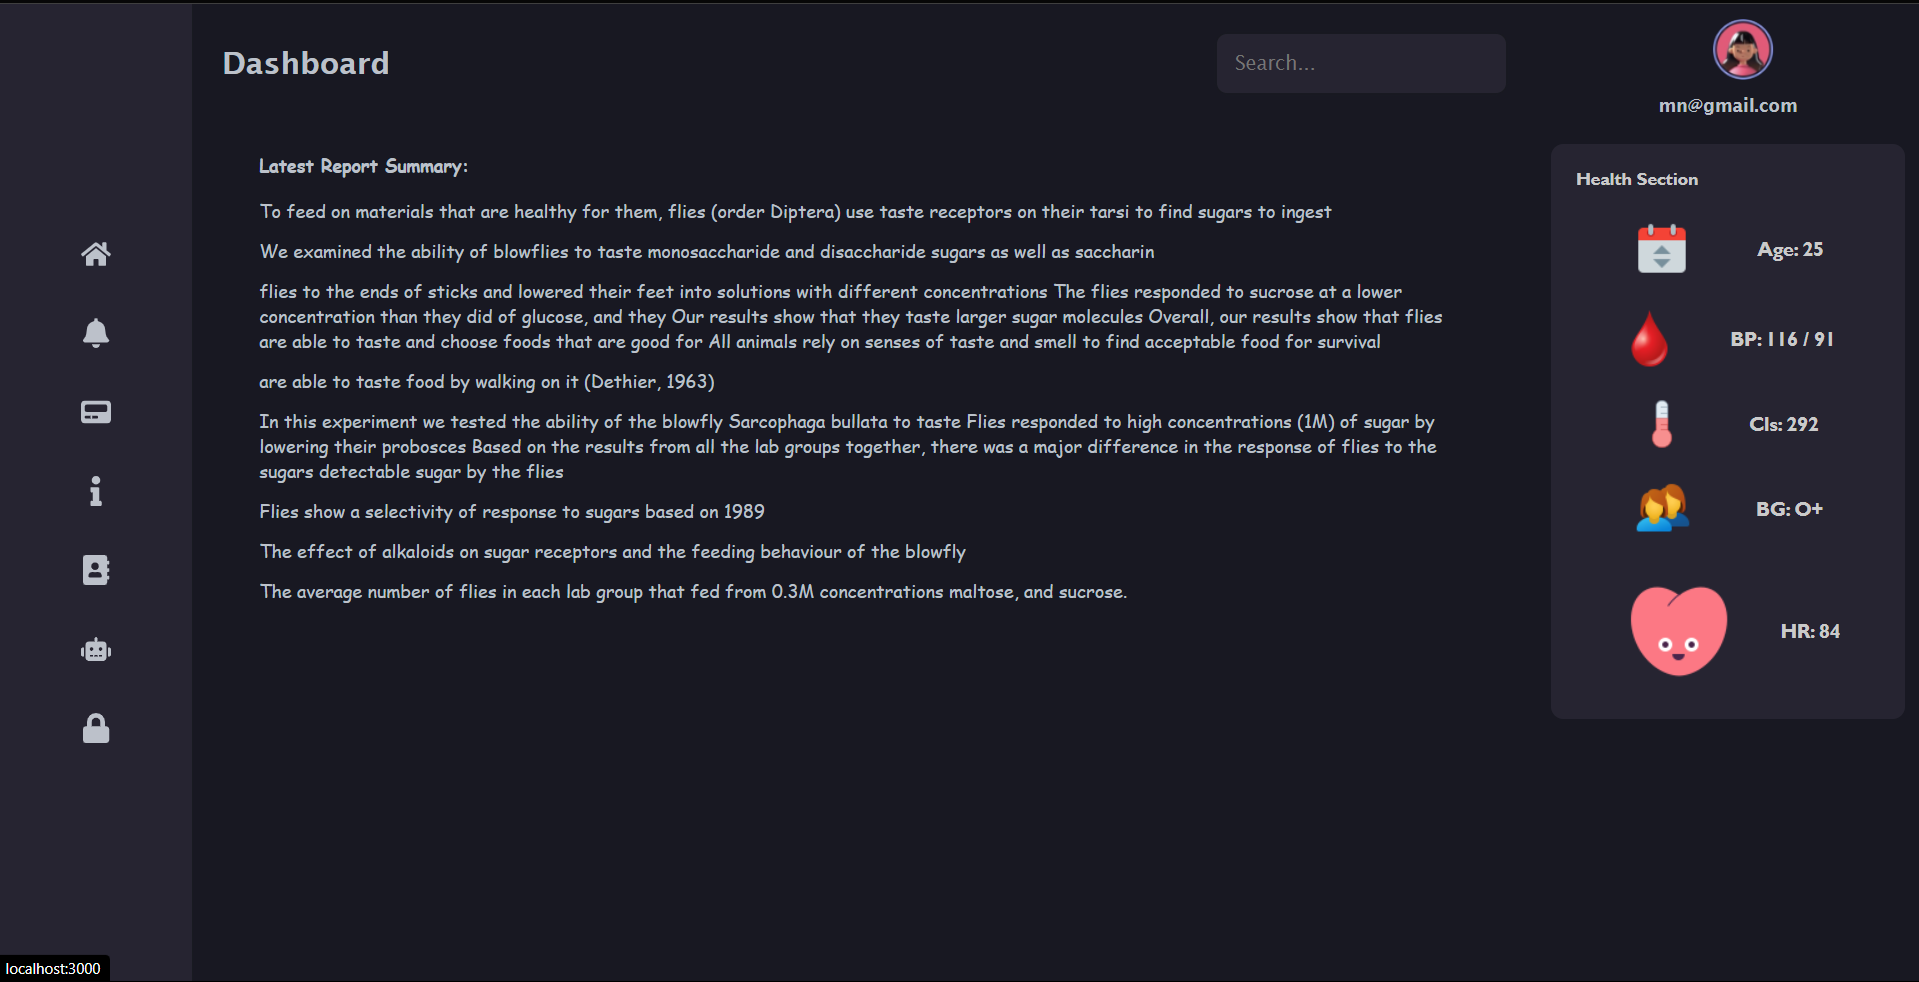 Dashboard
Search...
mn@gmail.com
Latest Report Summary:
To feed on materials that are healthy for them, flies (order Diptera) use taste receptors on their tarsi to find sugars to ingest
We examined the ability of blowflies to taste monosaccharide and disaccharide sugars as well as saccharin
flies to the ends of sticks and lowered their feet into solutions with different concentrations The flies responded to sucrose at a lower
concentration than they did of glucose, and they Our results show that they taste larger sugar molecules Overall, our results show that flies
are able to taste and choose foods that are good for All animals rely on senses of taste and smell to find acceptable food for survival
are able to taste food by walking on it (Dethier, 1963)
In this experiment we tested the ability of the blowfly Sarcophaga bullata to taste Flies responded to high concentrations (1M) of sugar by
lowering their probosces Based on the results from all the lab groups together, there was a major difference in the response of flies to the
sugars detectable sugar by the flies
Flies show a selectivity of response to sugars based on 1989
The effect of alkaloids on sugar receptors and the feeding behaviour of the blowfly
The average number of flies in each lab group that fed from 0.3M concentrations maltose, and sucrose.
Health Section
Age: 25
BP: 116 / 91
Cls: 292
BG: O+
HR: 84
localhost:3000